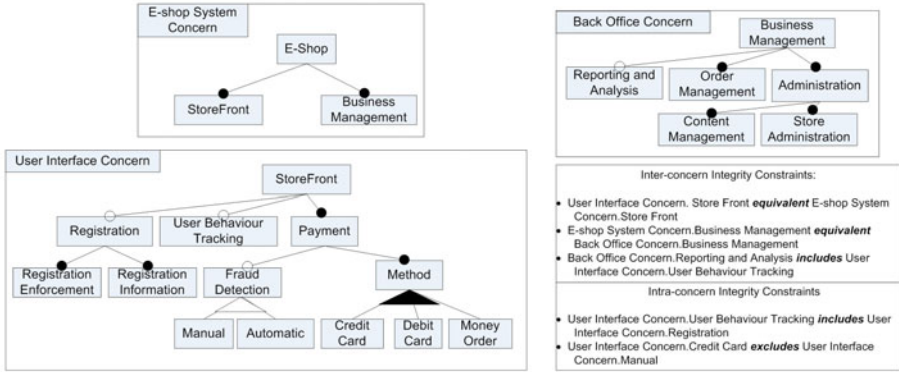 E-shop System
Concern
E-Shop
StoreFront
Business
Management
Back Office Concern
Business
Management
Reporting and
Analysis
Order
Management
Administration
Content
Management
Store
Administration
User Interface Concern
StoreFront
Registration
User Behaviour
Tracking
Payment
Registration
Enforcement
Registration
Information
Fraud
Detection
Method
Manual
Automatic
Credit
Card
Debit
Card
Money
Order
Inter-concern Integrity Constraints:
• User Interface Concern. Store Front equivalent E-shop System
Concern.Store Front
• E-shop System Concern.Business Management equivalent
Back Office Concern.Business Management
• Back Office Concern.Reporting and Analysis includes User
Interface Concern.User Behaviour Tracking
Intra-concern Integrity Constraints
• User Interface Concern.User Behaviour Tracking includes User
Interface Concern.Registration
• User Interface Concern.Credit Card excludes User Interface
Concern.Manual